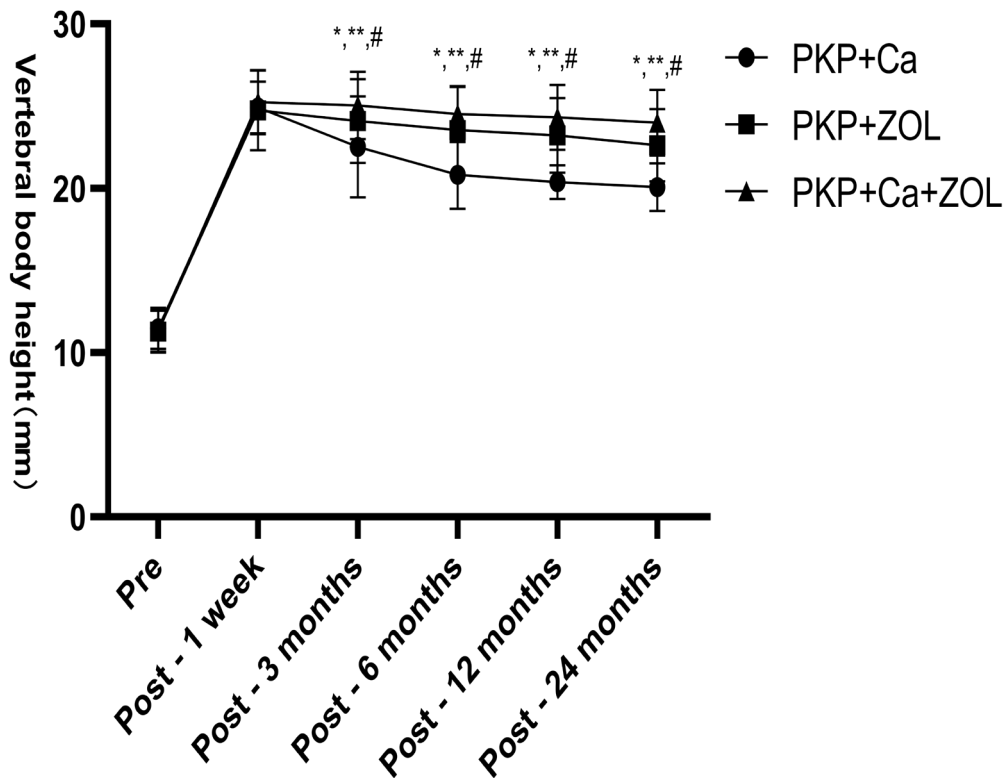 Vertebral body height(mm)
30
20
10
0
*,**,#
*,**,#
*,**,#
*,**,#
PKP+Ca
PKP+ZOL
PKP+Ca+ZOL
Pre
Post - 1 week
Post - 3 months
Post - 6 months
Post - 12 months
Post - 24 months